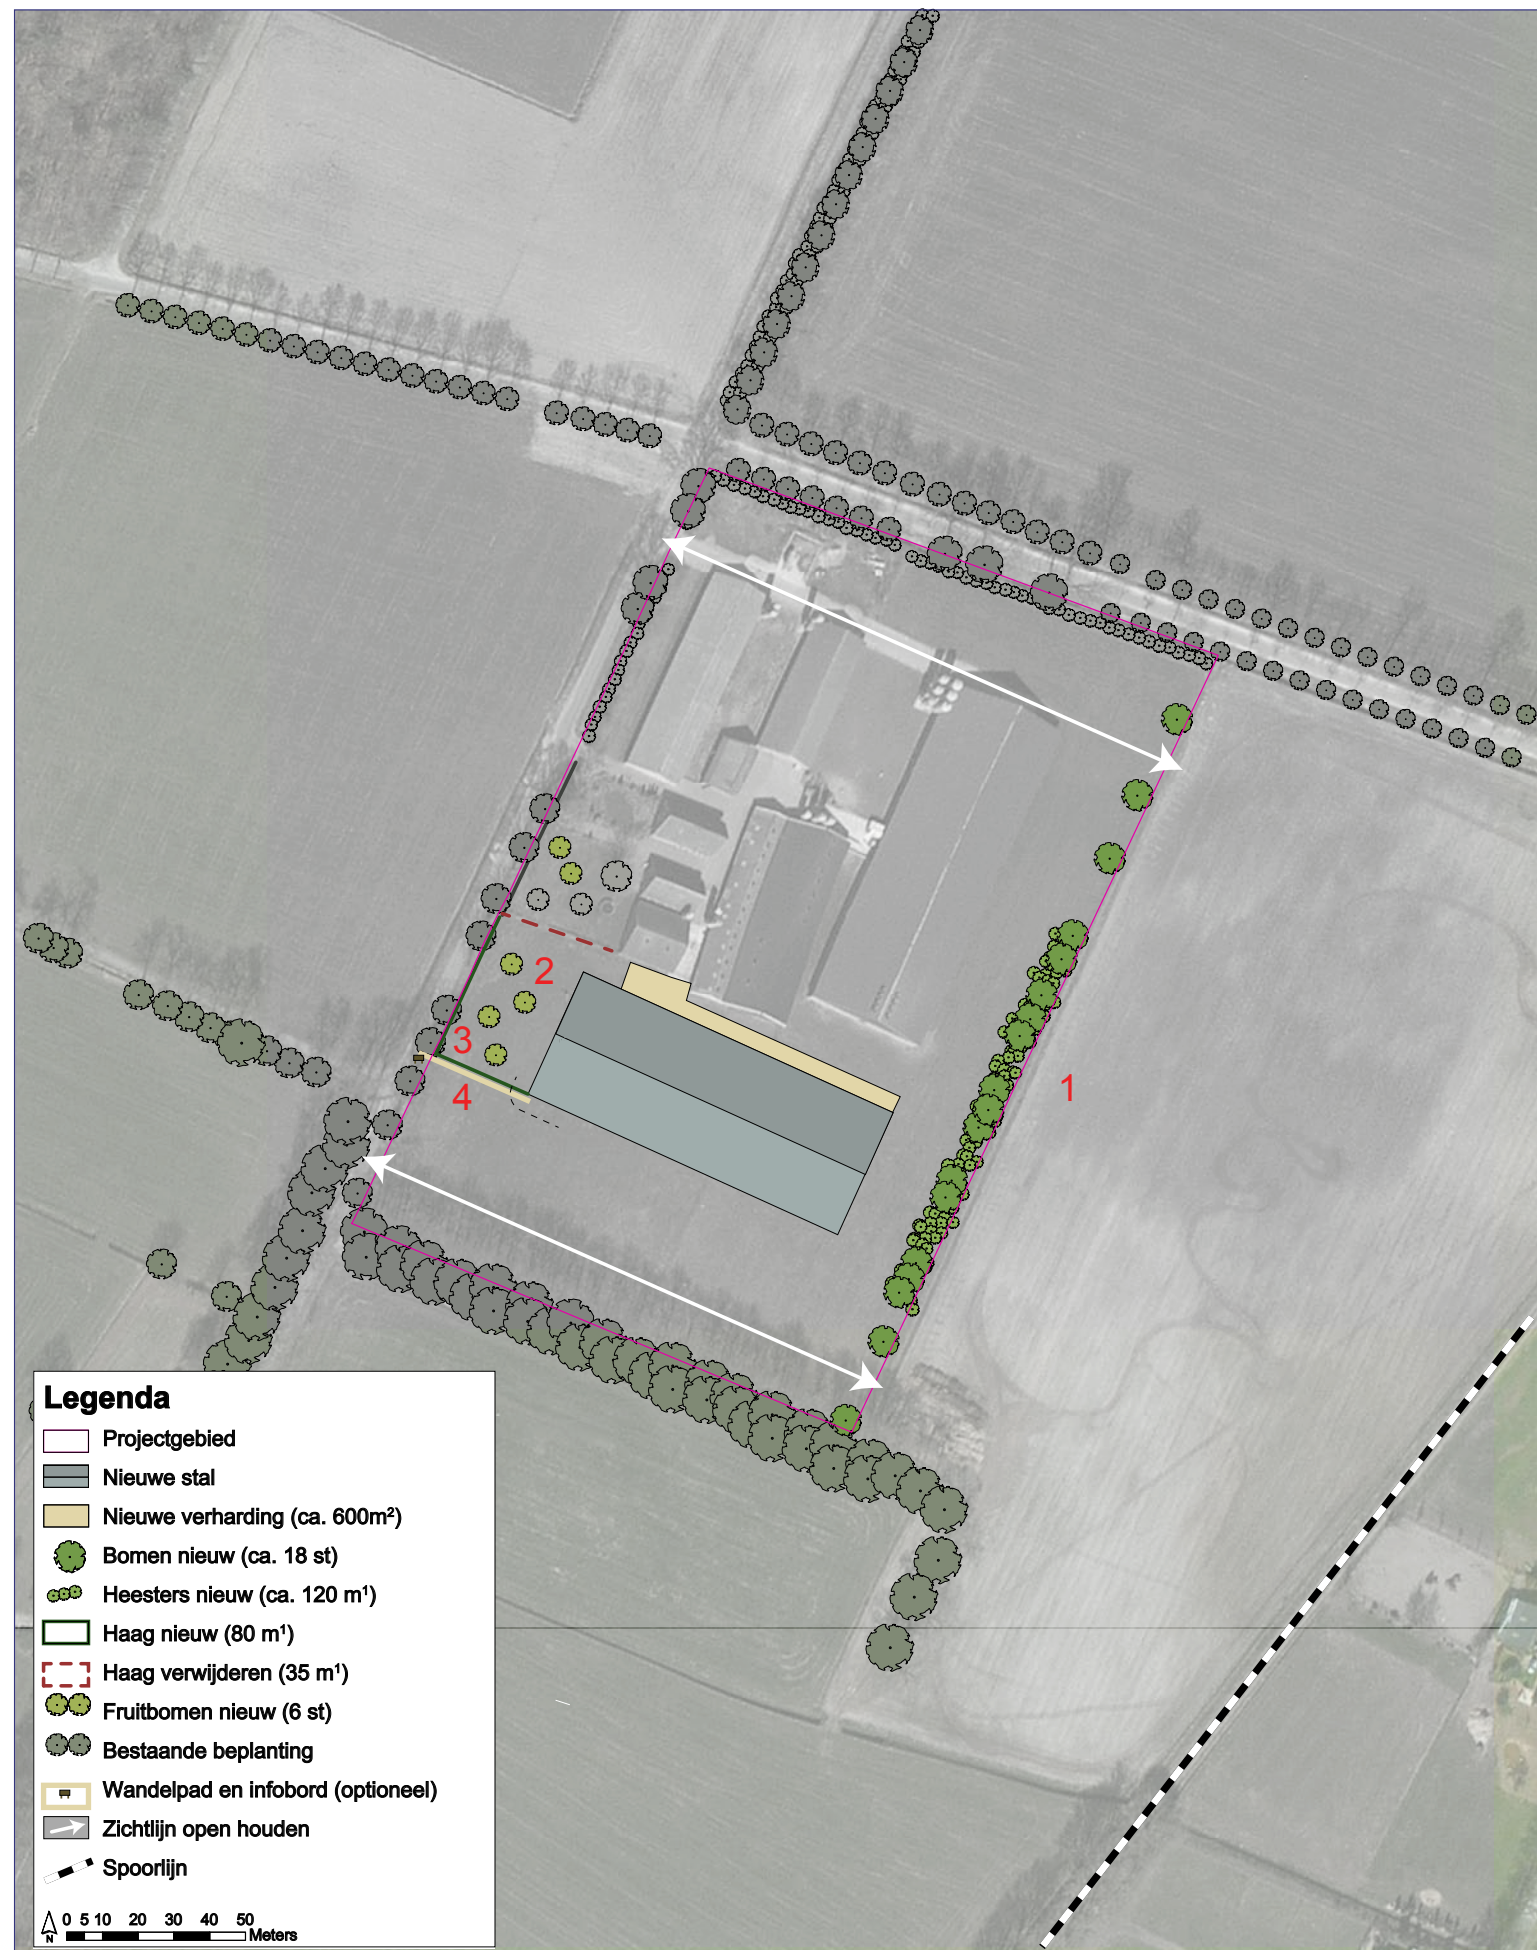 2
3
4
1
Legenda
Projectgebied
Nieuwe stal
Nieuwe verharding (ca. 600m²)
Bomen nieuw (ca. 18 st)
Heesters nieuw (ca. 120 m¹)
Haag nieuw (80 m¹)
Haag verwijderen (35 m¹)
Fruitbomen nieuw (6 st)
Bestaande beplanting
Wandelpad en infobord (optioneel)
Zichtlijn open houden
Spoorlijn
0 5 10 20 30 40 50
N Meters